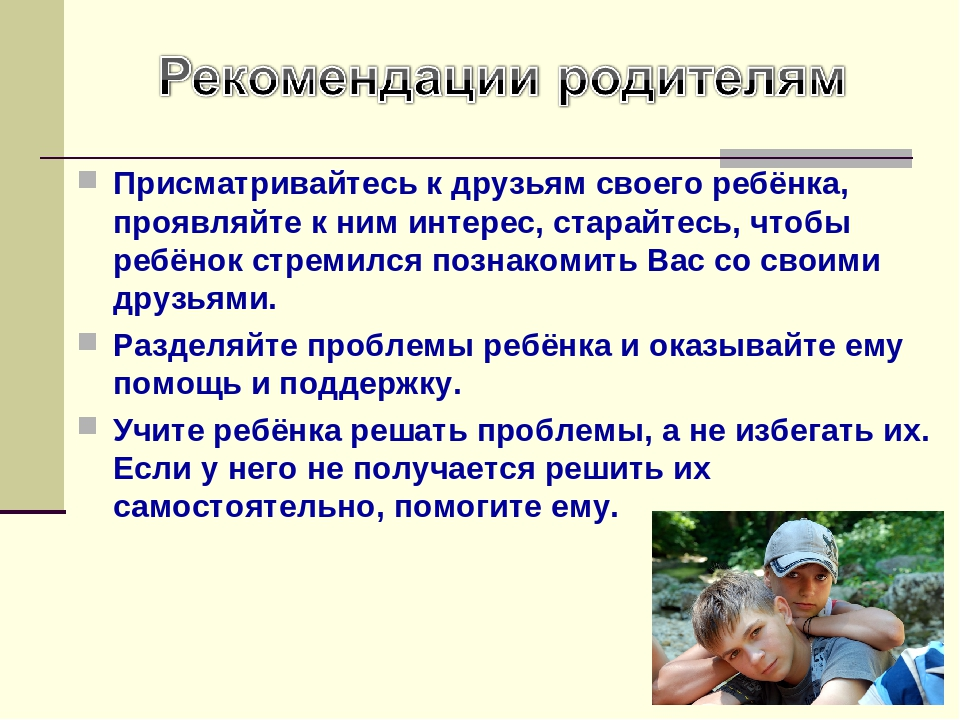 Рекомендации родителям
Присматривайтесь к друзьям своего ребёнка,
проявляйте к ним интерес, старайтесь, чтобы
ребёнок стремился познакомить Вас со своими
друзьями.
Разделяйте проблемы ребёнка и оказывайте ему
помощь и поддержку.
Учите ребёнка решать проблемы, а не избегать их.
Если у него не получается решить их
самостоятельно, помогите ему.